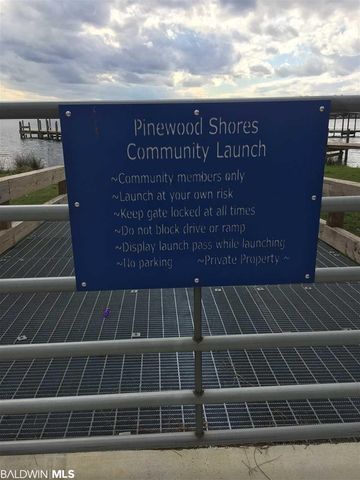 Pinewood Shores
Community Launch
~Community members only
~Launch at your own risk
~Keep gate locked at all times
~Do not block drive or ramp
~Display launch pass while launching
~No parking ~Private Property~
BALDWIN MLS